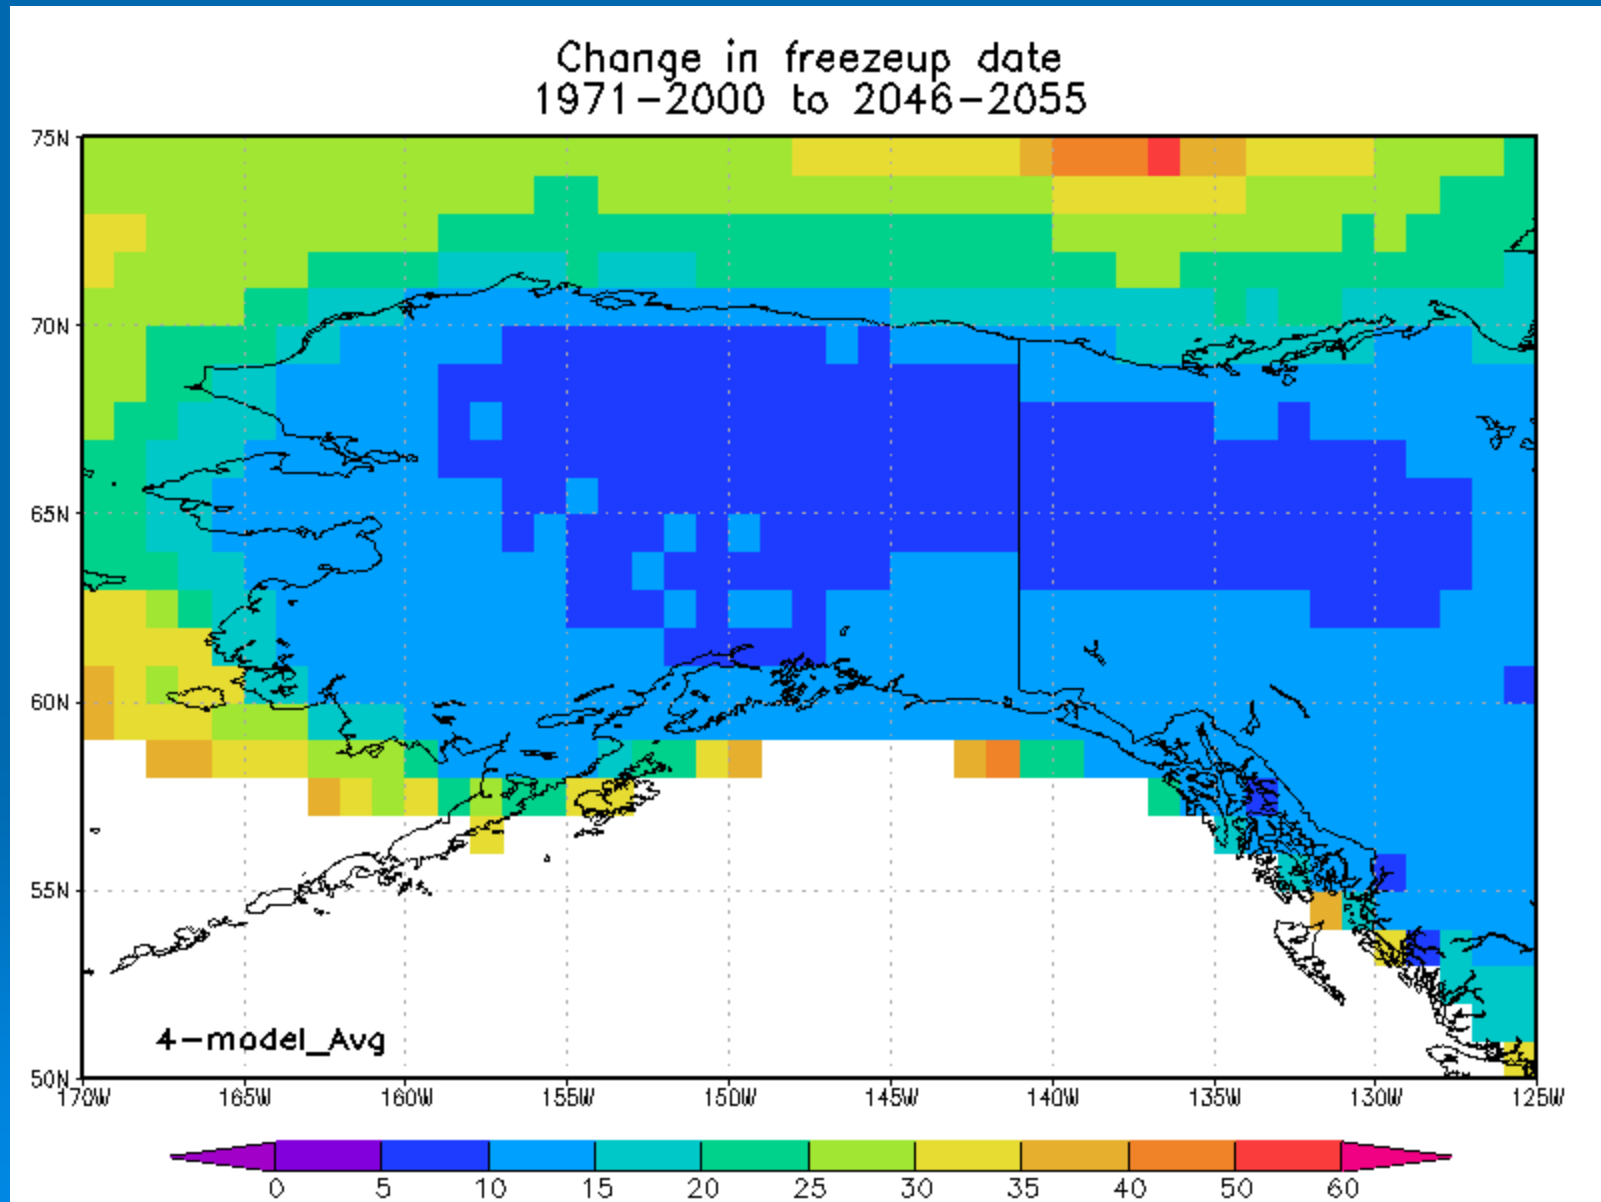 Change in freezeup date
1971-2000 to 2046-2055
75N
70N
65N
60N
55N
50N
4-model_Avg
170W 165W 160W 155W 150W 145W 140W 135W 130W 125W
0 5 10 15 20 25 30 35 40 50 60